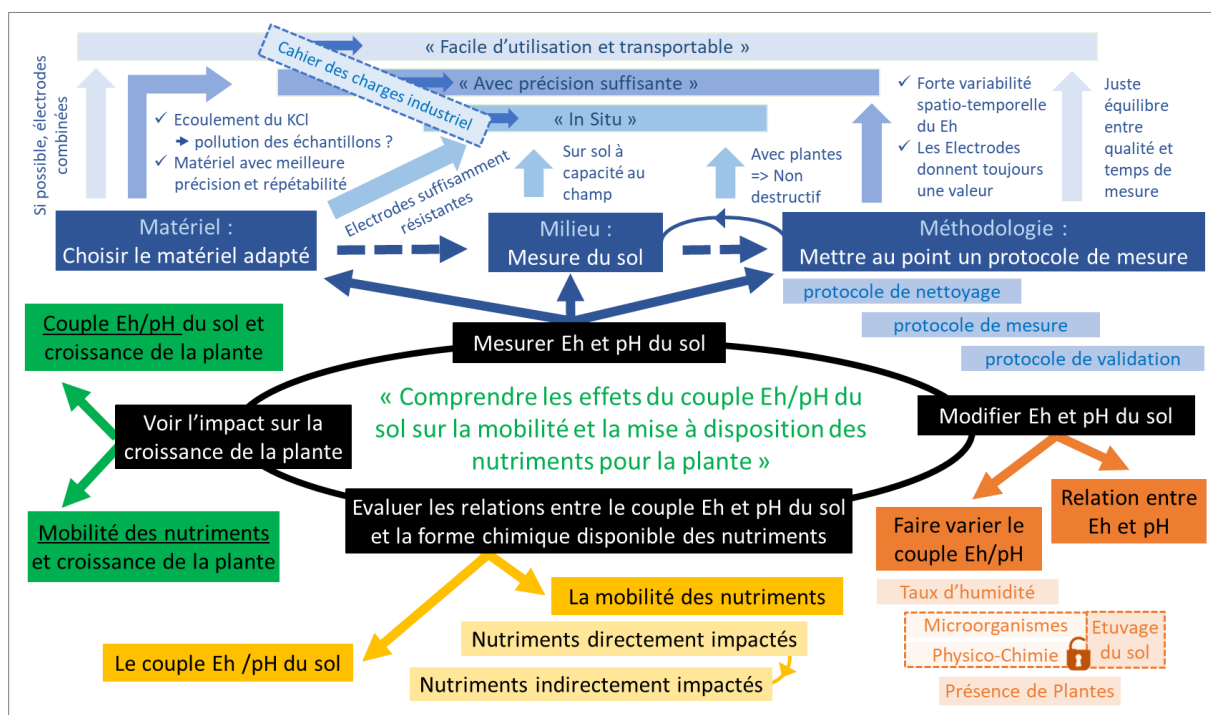 « Facile d’utilisation et transportable »
Cahier des charges industriel
« Avec précision suffisante »
« In Situ »
Si possible, électrodes
combinées
✓ Ecoulement du KCl
➔ pollution des échantillons ?
✓ Matériel avec meilleure
précision et répétabilité
Electrodes suffisamment
résistantes
Sur sol à
capacité au
champ
Avec plantes
=> Non
destructif
✓ Forte variabilité
spatio-temporelle
du Eh
✓ Les Electrodes
donnent toujours
une valeur
Juste
équilibre
entre
qualité et
temps de
mesure
Matériel :
Choisir le matériel adapté
Milieu :
Mesure du sol
Méthodologie :
Mettre au point un protocole de mesure
protocole de nettoyage
protocole de mesure
protocole de validation
Mesurer Eh et pH du sol
Couple Eh/pH du sol et
croissance de la plante
Voir l’impact sur la
croissance de la plante
Mobilité des nutriments
et croissance de la plante
« Comprendre les effets du couple Eh/pH du
sol sur la mobilité et la mise à disposition des
nutriments pour la plante »
Modifier Eh et pH du sol
Evaluer les relations entre le couple Eh et pH du sol
et la forme chimique disponible des nutriments
Relation entre
Eh et pH
Faire varier le
couple Eh/pH
Taux d’humidité
Microorganismes
Physico-Chimie
Etuvage
du sol
Présence de Plantes
La mobilité des nutriments
Nutriments directement impactés
Nutriments indirectement impactés
Le couple Eh /pH du sol